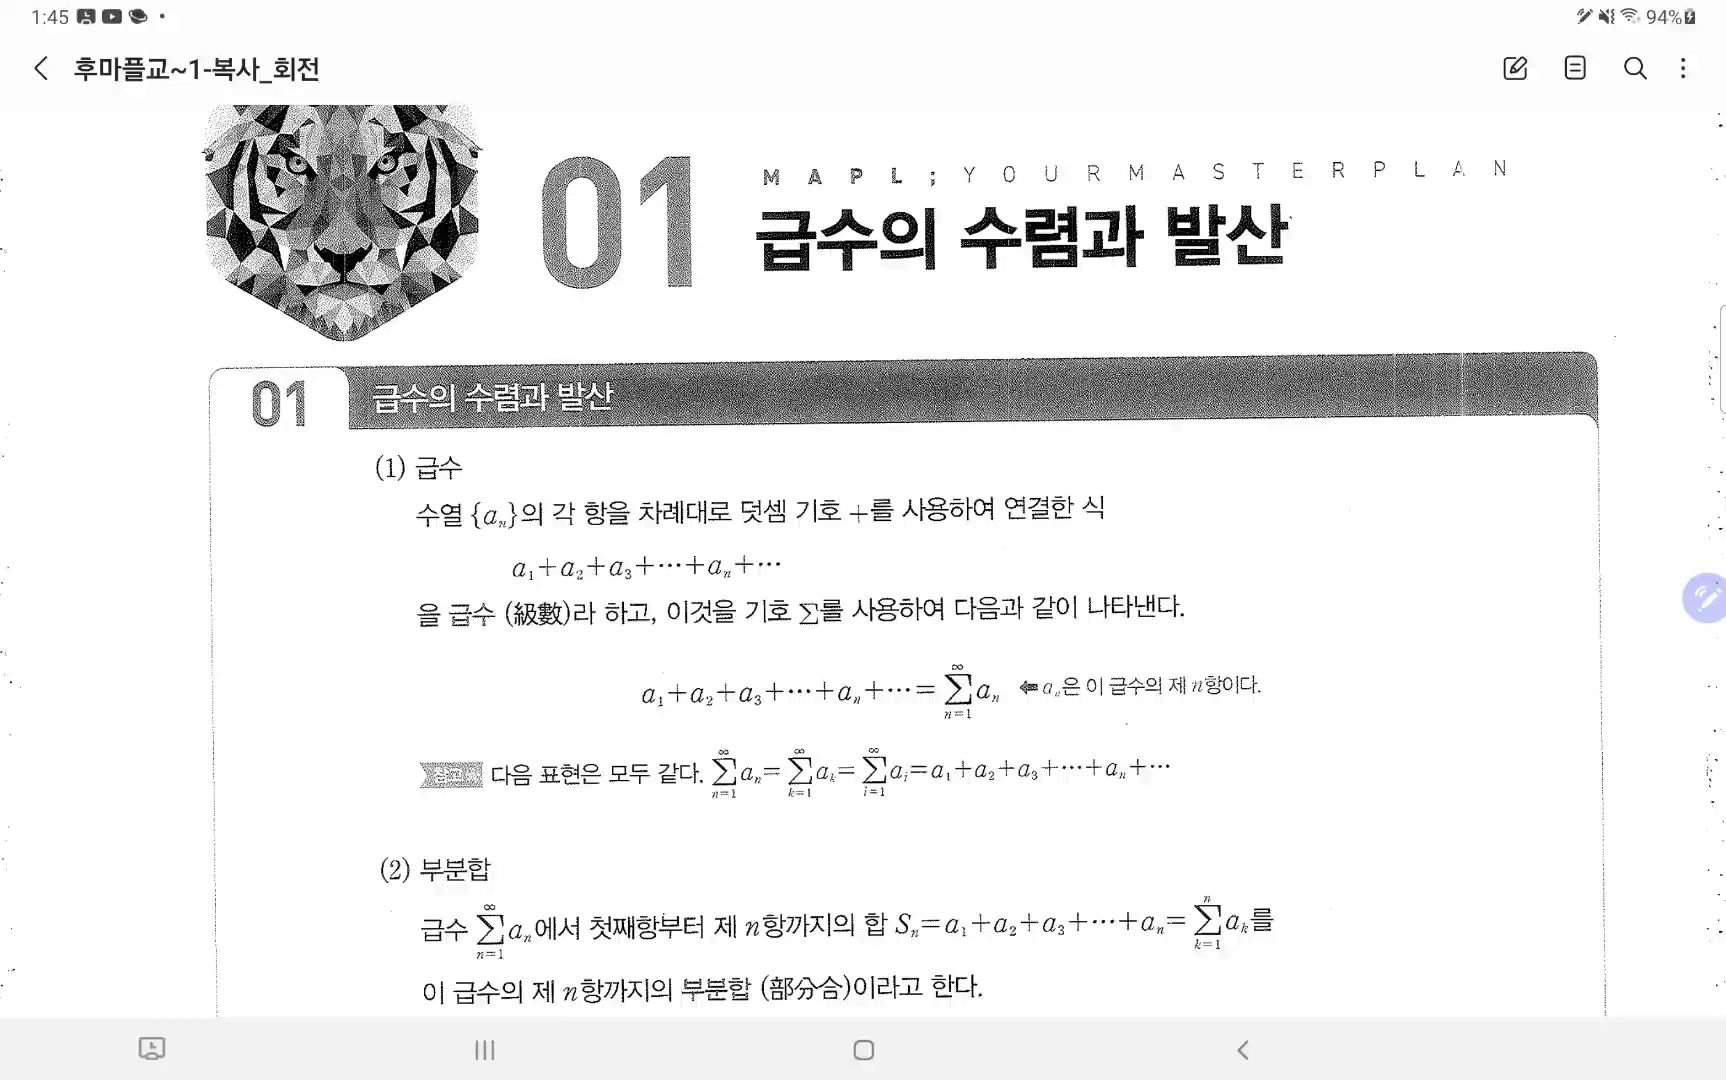 1:45
94%
후마플교~1-복사_회전
01
MAPL;YOURMASTERPLAN
급수의 수렴과 발산
01 급수의 수렴과 발산
(1) 급수
수열 {aₙ}의 각 항을 차례대로 덧셈 기호 +를 사용하여 연결한 식
a₁+a₂+a₃+⋯+aₙ+⋯
을 급수 (級數)라 하고, 이것을 기호 ∑를 사용하여 다음과 같이 나타낸다.
a₁+a₂+a₃+⋯+aₙ+⋯= ∞∑n=1 aₙ ⇐ aₙ은 이 급수의 제 n항이다.
다음 표현은 모두 같다. ∞∑n=1 aₙ= ∞∑k=1 aₖ= ∞∑i=1 aᵢ=a₁+a₂+a₃+⋯+aₙ+⋯
(2) 부분합
급수 ∞∑n=1 aₙ에서 첫째항부터 제 n항까지의 합 Sₙ=a₁+a₂+a₃+⋯+aₙ= n∑k=1 aₖ를
이 급수의 제 n항까지의 부분합 (部分合)이라고 한다.